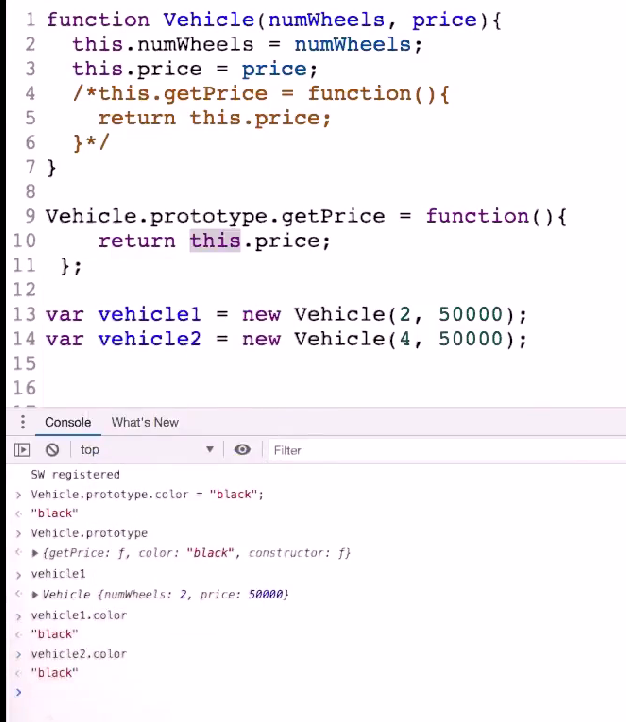 1 function Vehicle(numWheels, price){
2 this.numWheels = numWheels;
3 this.price = price;
4 /*this.getPrice = function(){
5 return this.price;
6 }*/
7 }
8
9 Vehicle.prototype.getPrice = function(){
10 return this.price;
11 };
12
13 var vehicle1 = new Vehicle(2, 50000);
14 var vehicle2 = new Vehicle(4, 50000);
15
16
Console What's New
top Filter
SW registered
> Vehicle.prototype.color = "black";
< "black"
> Vehicle.prototype
< ▶ {getPrice: ƒ, color: "black", constructor: ƒ}
> vehicle1
< ▶ Vehicle {numWheels: 2, price: 50000}
> vehicle1.color
< "black"
> vehicle2.color
< "black"
>